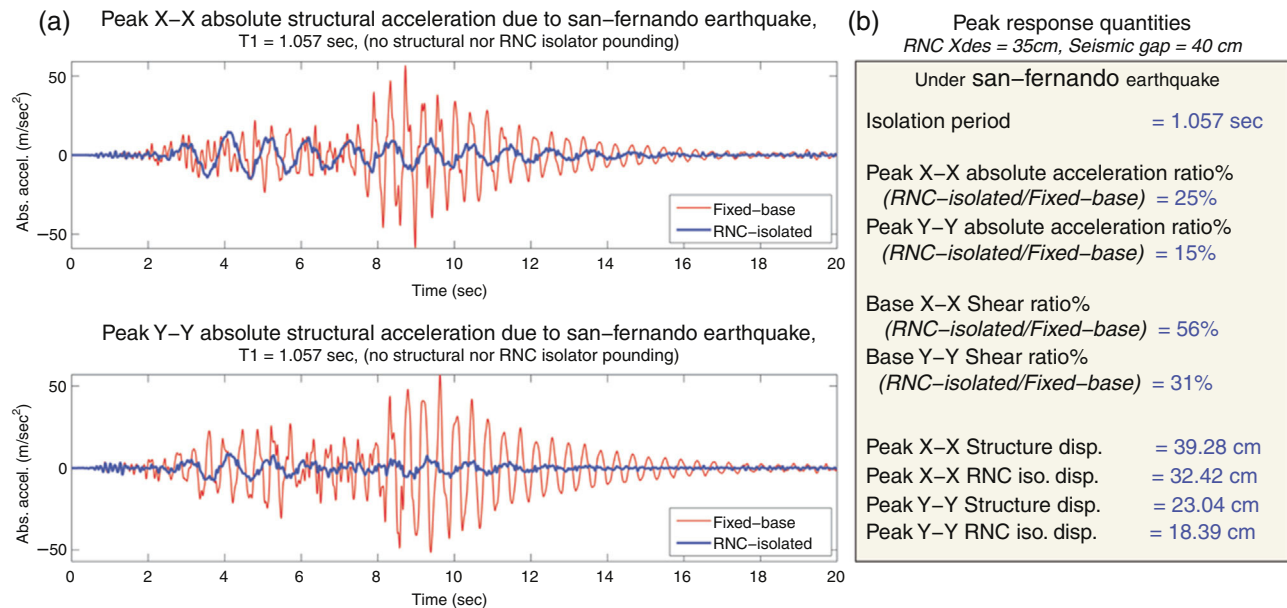 (a)
Peak X−X absolute structural acceleration due to san−fernando earthquake,
T1 = 1.057 sec, (no structural nor RNC isolator pounding)
50
0
−50
Abs. accel. (m/sec²)
Fixed−base
RNC−isolated
0 2 4 6 8 10 12 14 16 18 20
Time (sec)
Peak Y−Y absolute structural acceleration due to san−fernando earthquake,
T1 = 1.057 sec, (no structural nor RNC isolator pounding)
50
0
−50
Abs. accel. (m/sec²)
Fixed−base
RNC−isolated
0 2 4 6 8 10 12 14 16 18 20
Time (sec)
(b)
Peak response quantities
RNC Xdes = 35cm, Seismic gap = 40 cm
Under san−fernando earthquake
Isolation period = 1.057 sec
Peak X−X absolute acceleration ratio%
(RNC−isolated/Fixed−base) = 25%
Peak Y−Y absolute acceleration ratio%
(RNC−isolated/Fixed−base) = 15%
Base X−X Shear ratio%
(RNC−isolated/Fixed−base) = 56%
Base Y−Y Shear ratio%
(RNC−isolated/Fixed−base) = 31%
Peak X−X Structure disp. = 39.28 cm
Peak X−X RNC iso. disp. = 32.42 cm
Peak Y−Y Structure disp. = 23.04 cm
Peak Y−Y RNC iso. disp. = 18.39 cm